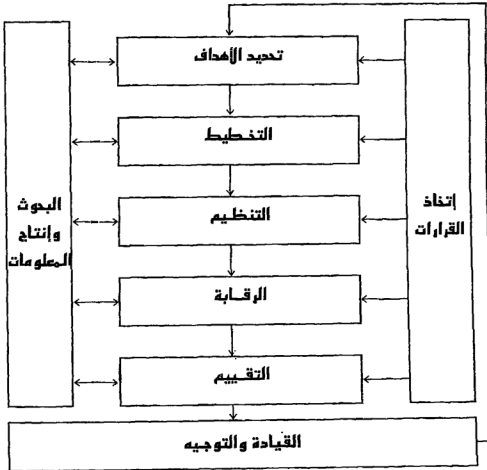 تحديد الأهداف
التخطيط
التنظيم
الرقابة
التقييم
القيادة والتوجيه
إتخاذ
القرارات
البحوث
وإنتاج
المعلومات